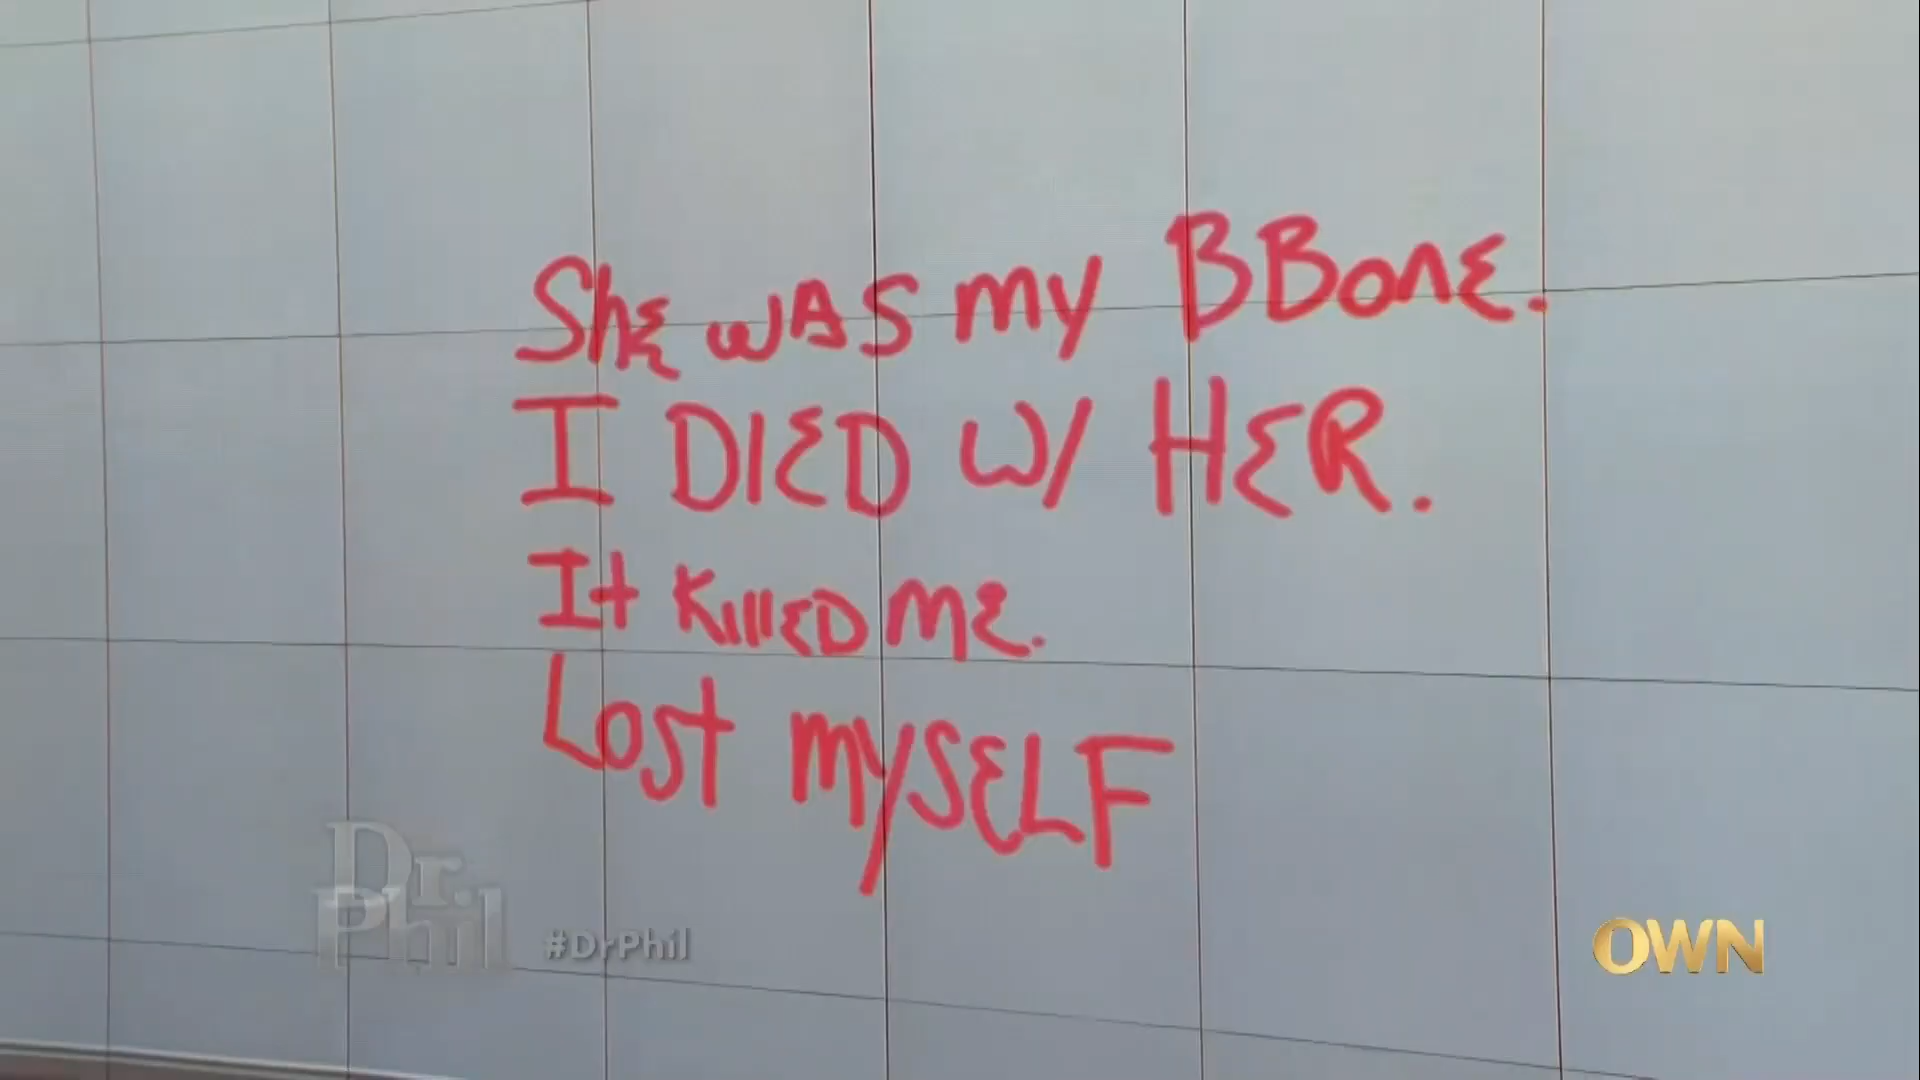 She was my BBone.
I DIED W/ HER.
It Killed me.
Lost myself
Dr.
Phil
#DrPhil
OWN